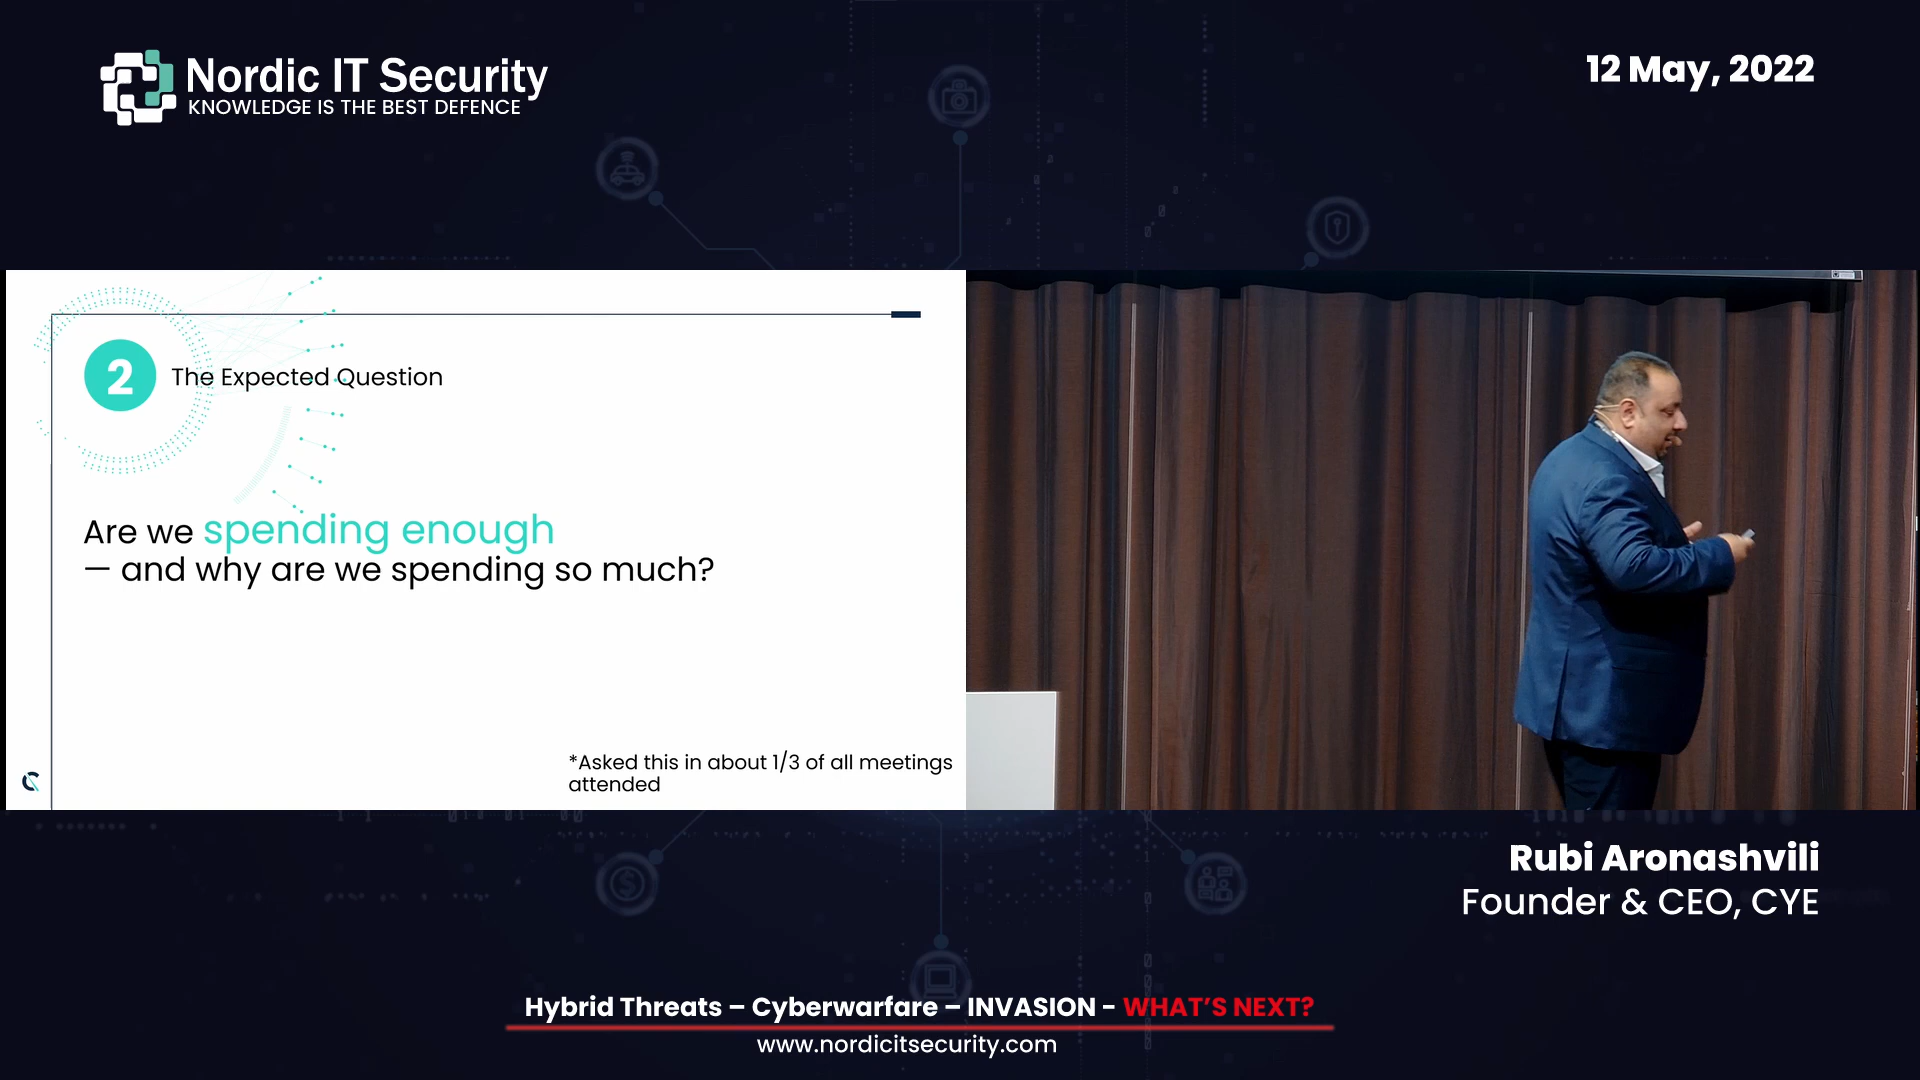 Nordic IT Security
KNOWLEDGE IS THE BEST DEFENCE
12 May, 2022
2
The Expected Question
Are we spending enough
— and why are we spending so much?
*Asked this in about 1/3 of all meetings
attended
Rubi Aronashvili
Founder & CEO, CYE
Hybrid Threats – Cyberwarfare – INVASION - WHAT'S NEXT?
www.nordicitsecurity.com